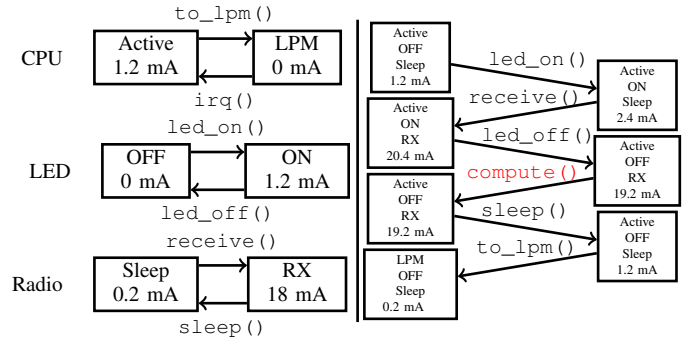 to_lpm()
CPU
Active
1.2 mA
LPM
0 mA
irq()
led_on()
LED
OFF
0 mA
ON
1.2 mA
led_off()
receive()
Radio
Sleep
0.2 mA
RX
18 mA
sleep()
Active
OFF
Sleep
1.2 mA
led_on()
Active
ON
Sleep
2.4 mA
receive()
Active
ON
RX
20.4 mA
led_off()
Active
OFF
RX
19.2 mA
compute()
Active
OFF
RX
19.2 mA
sleep()
Active
OFF
Sleep
1.2 mA
to_lpm()
LPM
OFF
Sleep
0.2 mA